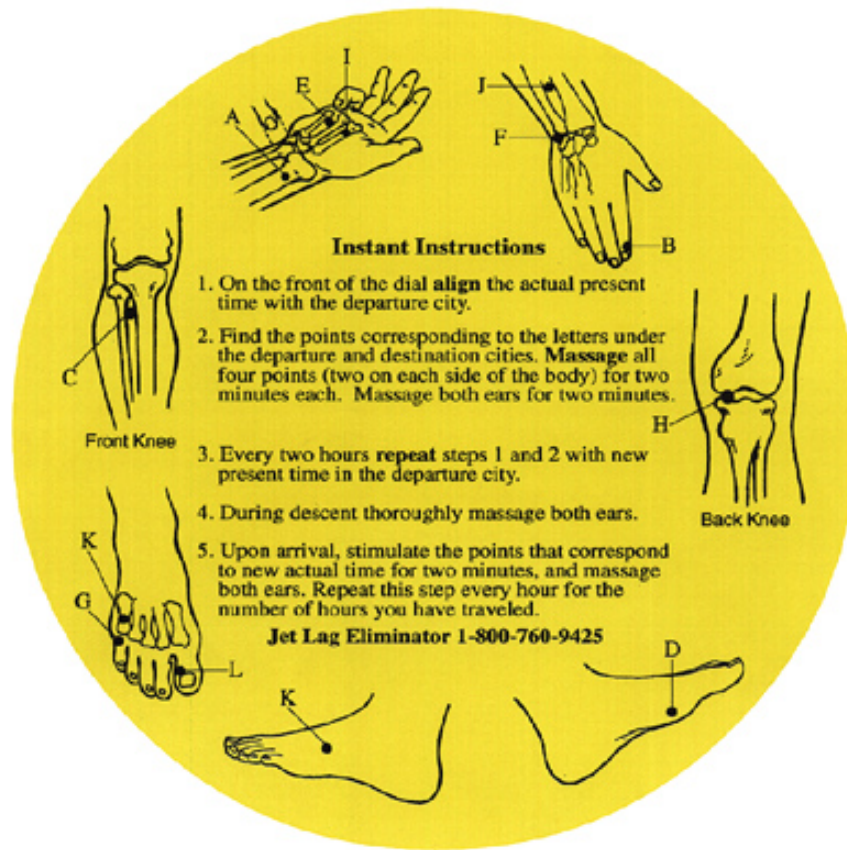 I
E
A
J
F
B
Instant Instructions
1. On the front of the dial align the actual present
time with the departure city.
2. Find the points corresponding to the letters under
the departure and destination cities. Massage all
four points (two on each side of the body) for two
minutes each. Massage both ears for two minutes.
C
H
Front Knee
3. Every two hours repeat steps 1 and 2 with new
present time in the departure city.
4. During descent thoroughly massage both ears.
Back Knee
5. Upon arrival, stimulate the points that correspond
to new actual time for two minutes, and massage
both ears. Repeat this step every hour for the
number of hours you have traveled.
K
G
Jet Lag Eliminator 1-800-760-9425
L
D
K